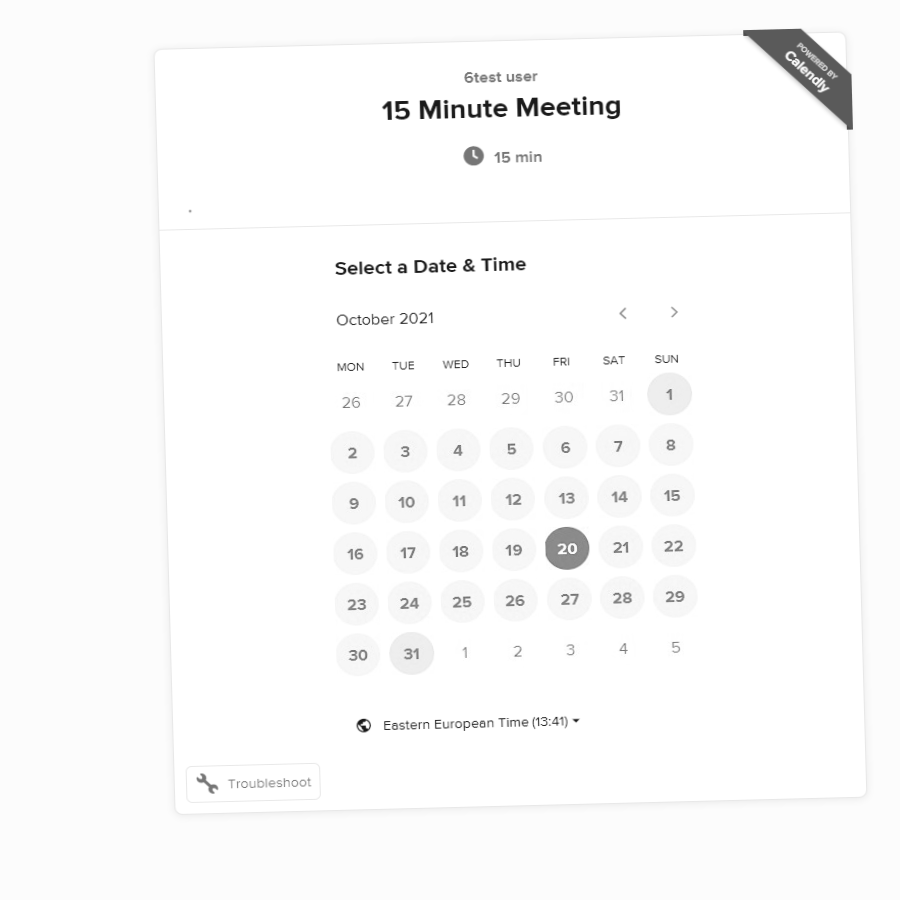 POWERED BY
Calendly
6test user
15 Minute Meeting
15 min
Select a Date & Time
October 2021
MON TUE WED THU FRI SAT SUN
26 27 28 29 30 31 1
2 3 4 5 6 7 8
9 10 11 12 13 14 15
16 17 18 19 20 21 22
23 24 25 26 27 28 29
30 31 1 2 3 4 5
Eastern European Time (13:41)
Troubleshoot